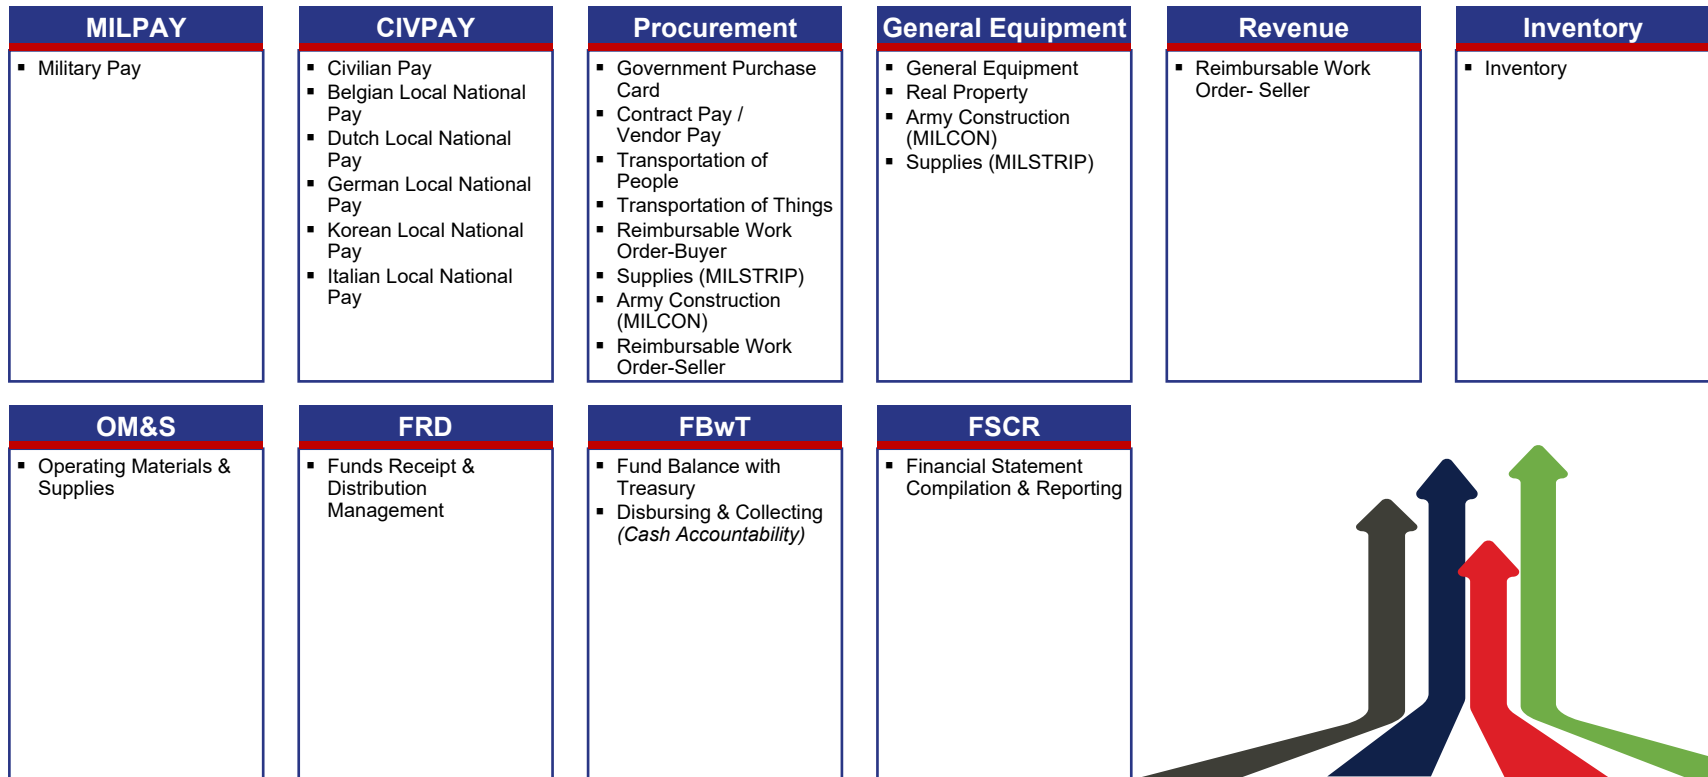 MILPAY
▪ Military Pay
CIVPAY
▪ Civilian Pay
▪ Belgian Local National
Pay
▪ Dutch Local National
Pay
▪ German Local National
Pay
▪ Korean Local National
Pay
▪ Italian Local National
Pay
Procurement
▪ Government Purchase
Card
▪ Contract Pay /
Vendor Pay
▪ Transportation of
People
▪ Transportation of Things
▪ Reimbursable Work
Order-Buyer
▪ Supplies (MILSTRIP)
▪ Army Construction
(MILCON)
▪ Reimbursable Work
Order-Seller
General Equipment
▪ General Equipment
▪ Real Property
▪ Army Construction
(MILCON)
▪ Supplies (MILSTRIP)
Revenue
▪ Reimbursable Work
Order- Seller
Inventory
▪ Inventory
OM&S
▪ Operating Materials &
Supplies
FRD
▪ Funds Receipt &
Distribution
Management
FBwT
▪ Fund Balance with
Treasury
▪ Disbursing & Collecting
(Cash Accountability)
FSCR
▪ Financial Statement
Compilation & Reporting